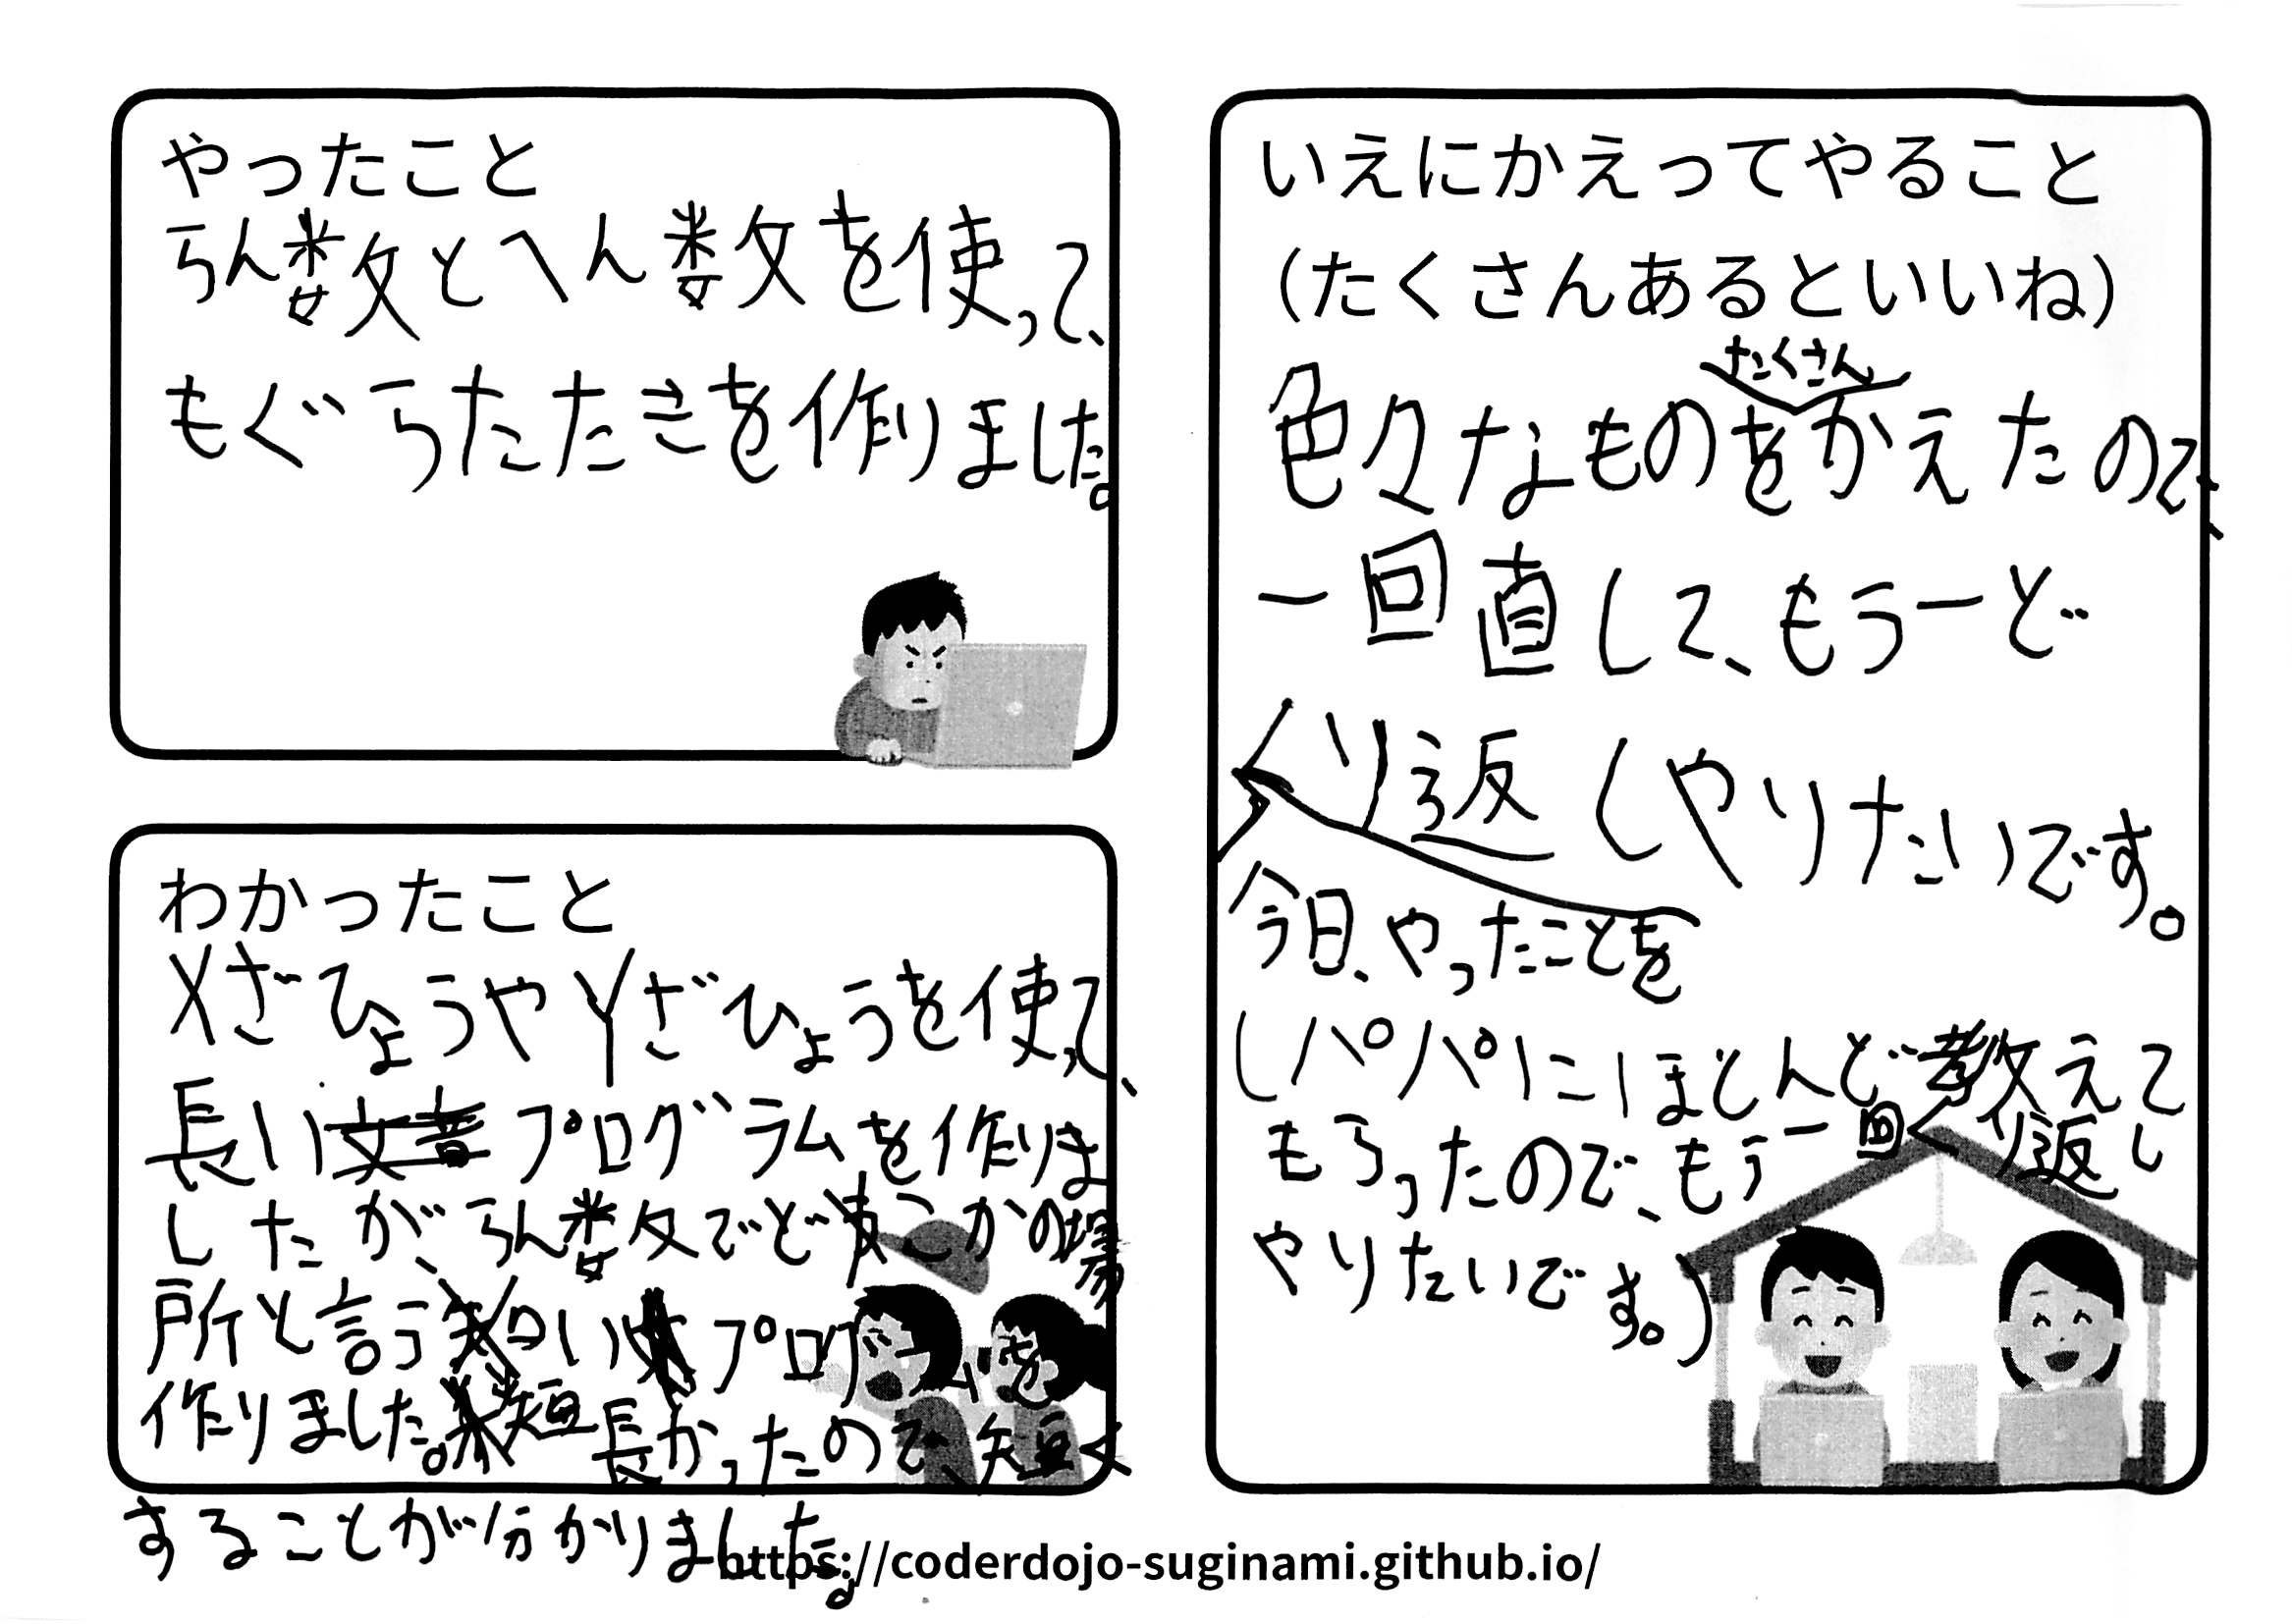 やったこと
らん数とへん数を使って、
もぐらたたきを作りました。
わかったこと
Xざひょうや Yざひょうを使って、
長い プログラムを作りま
したが、らん数でどこかの場
所と言う い プログラムを
作りました。 長かったので、短く
することが分かりました。
いえにかえってやること
(たくさんあるといいね)
たくさん
色々なものをかえたので、
一回直して、もう一ど
くり返しやりたいです。
今日、やったことを
(パパにほとんど教えて
もらったので、もう一回くり返し
やりたいです。)
https://coderdojo-suginami.github.io/